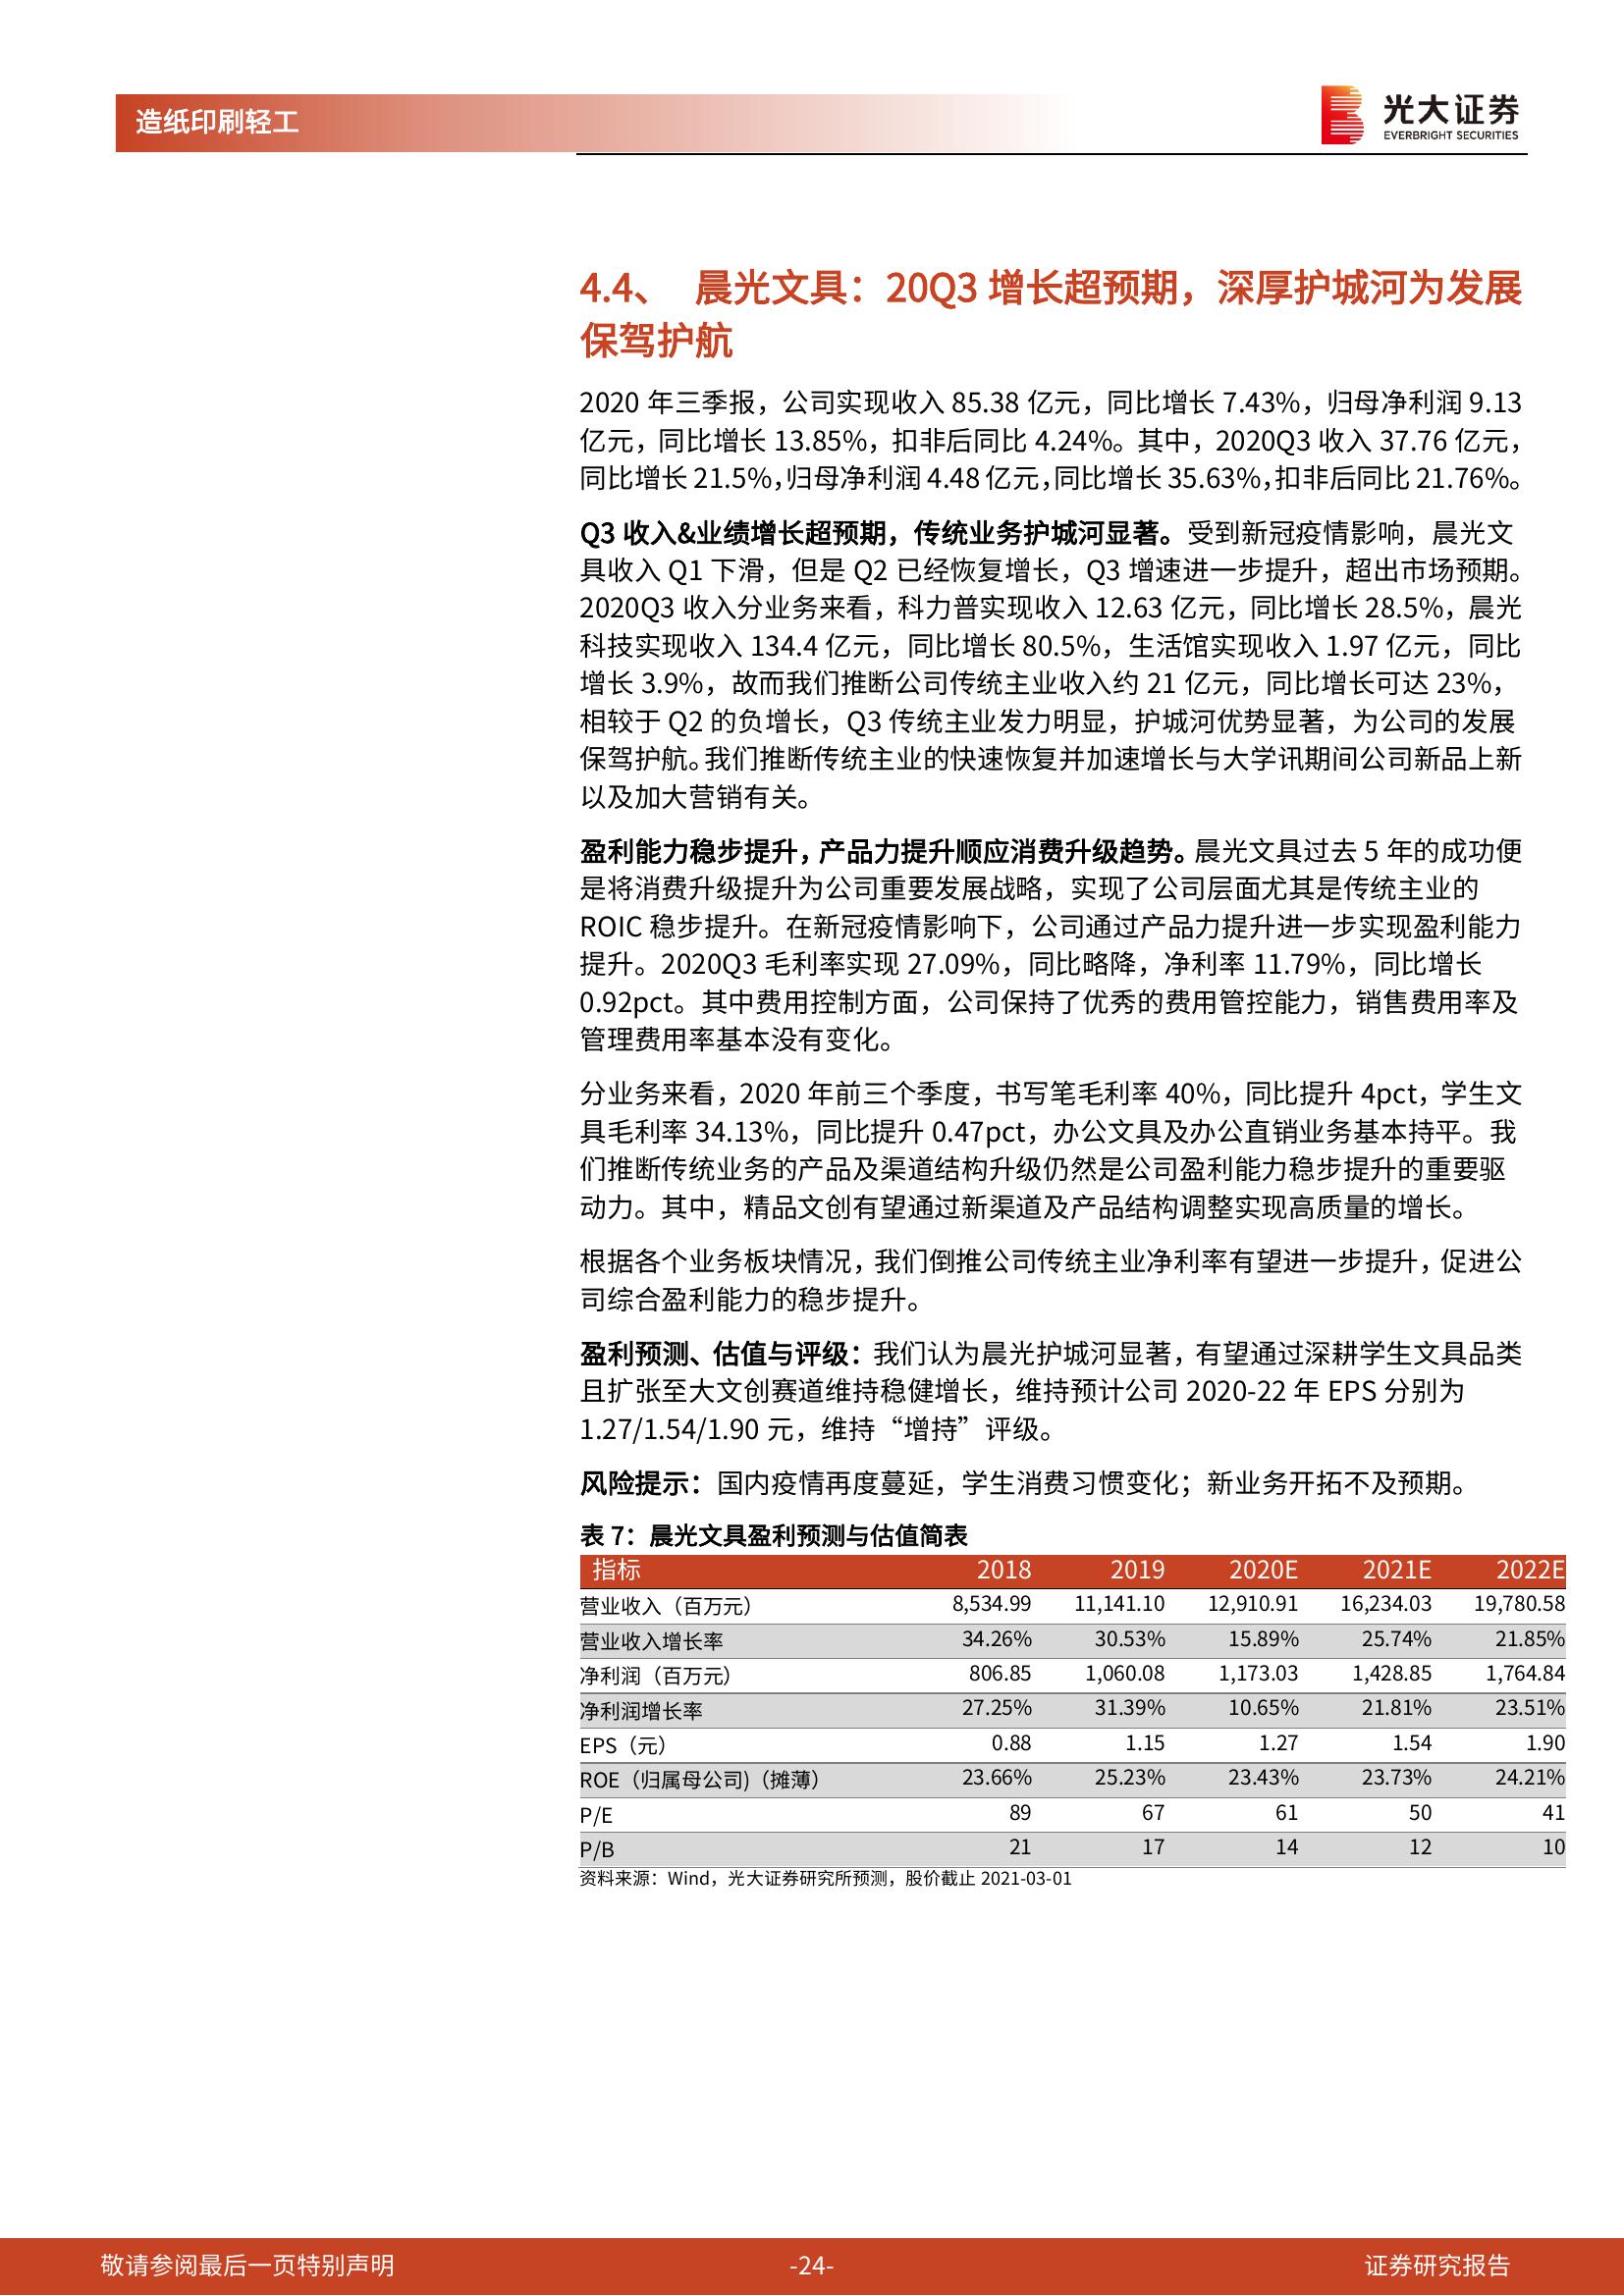 造纸印刷轻工
光大证券
EVERBRIGHT SECURITIES
4.4、 晨光文具：20Q3 增长超预期，深厚护城河为发展
保驾护航
2020 年三季报，公司实现收入 85.38 亿元，同比增长 7.43%，归母净利润 9.13
亿元，同比增长 13.85%，扣非后同比 4.24%。其中，2020Q3 收入 37.76 亿元，
同比增长 21.5%，归母净利润 4.48 亿元，同比增长 35.63%，扣非后同比 21.76%。
Q3 收入&业绩增长超预期，传统业务护城河显著。受到新冠疫情影响，晨光文
具收入 Q1 下滑，但是 Q2 已经恢复增长，Q3 增速进一步提升，超出市场预期。
2020Q3 收入分业务来看，科力普实现收入 12.63 亿元，同比增长 28.5%，晨光
科技实现收入 134.4 亿元，同比增长 80.5%，生活馆实现收入 1.97 亿元，同比
增长 3.9%，故而我们推断公司传统主业收入约 21 亿元，同比增长可达 23%，
相较于 Q2 的负增长，Q3 传统主业发力明显，护城河优势显著，为公司的发展
保驾护航。我们推断传统主业的快速恢复并加速增长与大学讯期间公司新品上新
以及加大营销有关。
盈利能力稳步提升，产品力提升顺应消费升级趋势。晨光文具过去 5 年的成功便
是将消费升级提升为公司重要发展战略，实现了公司层面尤其是传统主业的
ROIC 稳步提升。在新冠疫情影响下，公司通过产品力提升进一步实现盈利能力
提升。2020Q3 毛利率实现 27.09%，同比略降，净利率 11.79%，同比增长
0.92pct。其中费用控制方面，公司保持了优秀的费用管控能力，销售费用率及
管理费用率基本没有变化。
分业务来看，2020 年前三个季度，书写笔毛利率 40%，同比提升 4pct，学生文
具毛利率 34.13%，同比提升 0.47pct，办公文具及办公直销业务基本持平。我
们推断传统业务的产品及渠道结构升级仍然是公司盈利能力稳步提升的重要驱
动力。其中，精品文创有望通过新渠道及产品结构调整实现高质量的增长。
根据各个业务板块情况，我们倒推公司传统主业净利率有望进一步提升，促进公
司综合盈利能力的稳步提升。
盈利预测、估值与评级：我们认为晨光护城河显著，有望通过深耕学生文具品类
且扩张至大文创赛道维持稳健增长，维持预计公司 2020-22 年 EPS 分别为
1.27/1.54/1.90 元，维持“增持”评级。
风险提示：国内疫情再度蔓延，学生消费习惯变化；新业务开拓不及预期。
表 7：晨光文具盈利预测与估值简表
指标 2018 2019 2020E 2021E 2022E
营业收入（百万元） 8,534.99 11,141.10 12,910.91 16,234.03 19,780.58
营业收入增长率 34.26% 30.53% 15.89% 25.74% 21.85%
净利润（百万元） 806.85 1,060.08 1,173.03 1,428.85 1,764.84
净利润增长率 27.25% 31.39% 10.65% 21.81% 23.51%
EPS（元） 0.88 1.15 1.27 1.54 1.90
ROE（归属母公司)（摊薄） 23.66% 25.23% 23.43% 23.73% 24.21%
P/E 89 67 61 50 41
P/B 21 17 14 12 10
资料来源：Wind，光大证券研究所预测，股价截止 2021-03-01
敬请参阅最后一页特别声明 -24- 证券研究报告